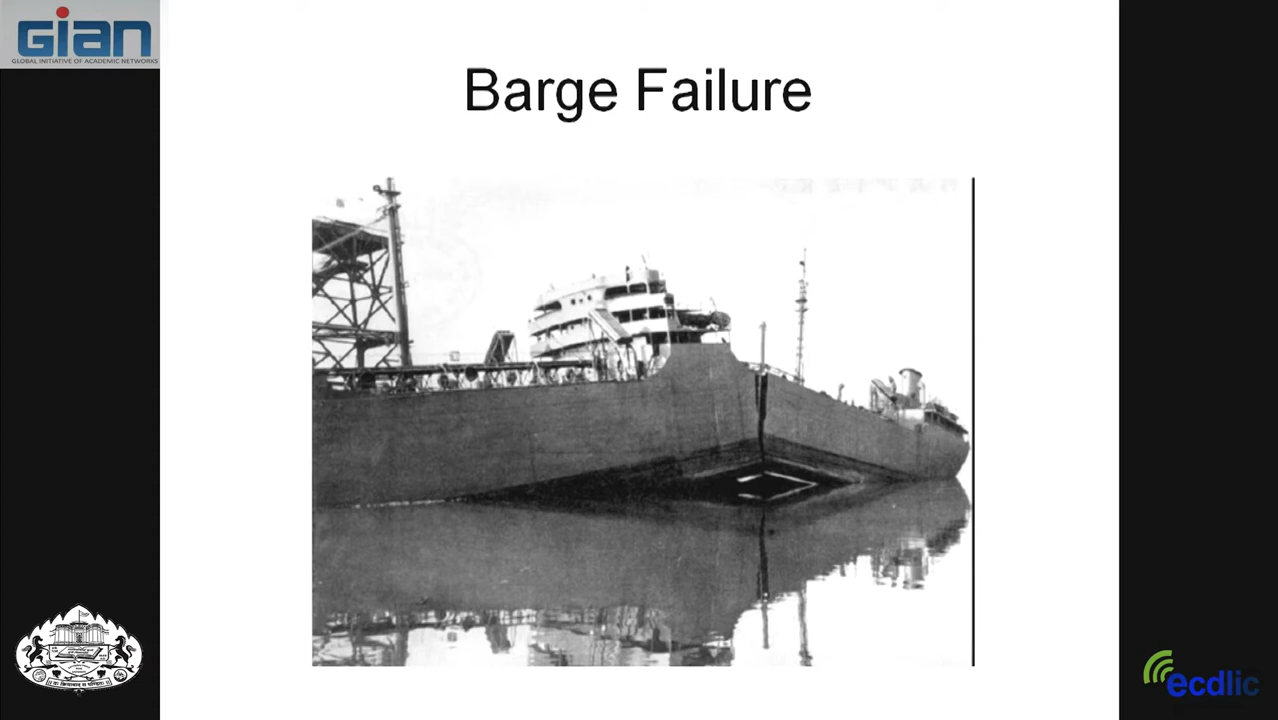 Gian
GLOBAL INITIATIVE OF ACADEMIC NETWORKS
Barge Failure
ecdlic